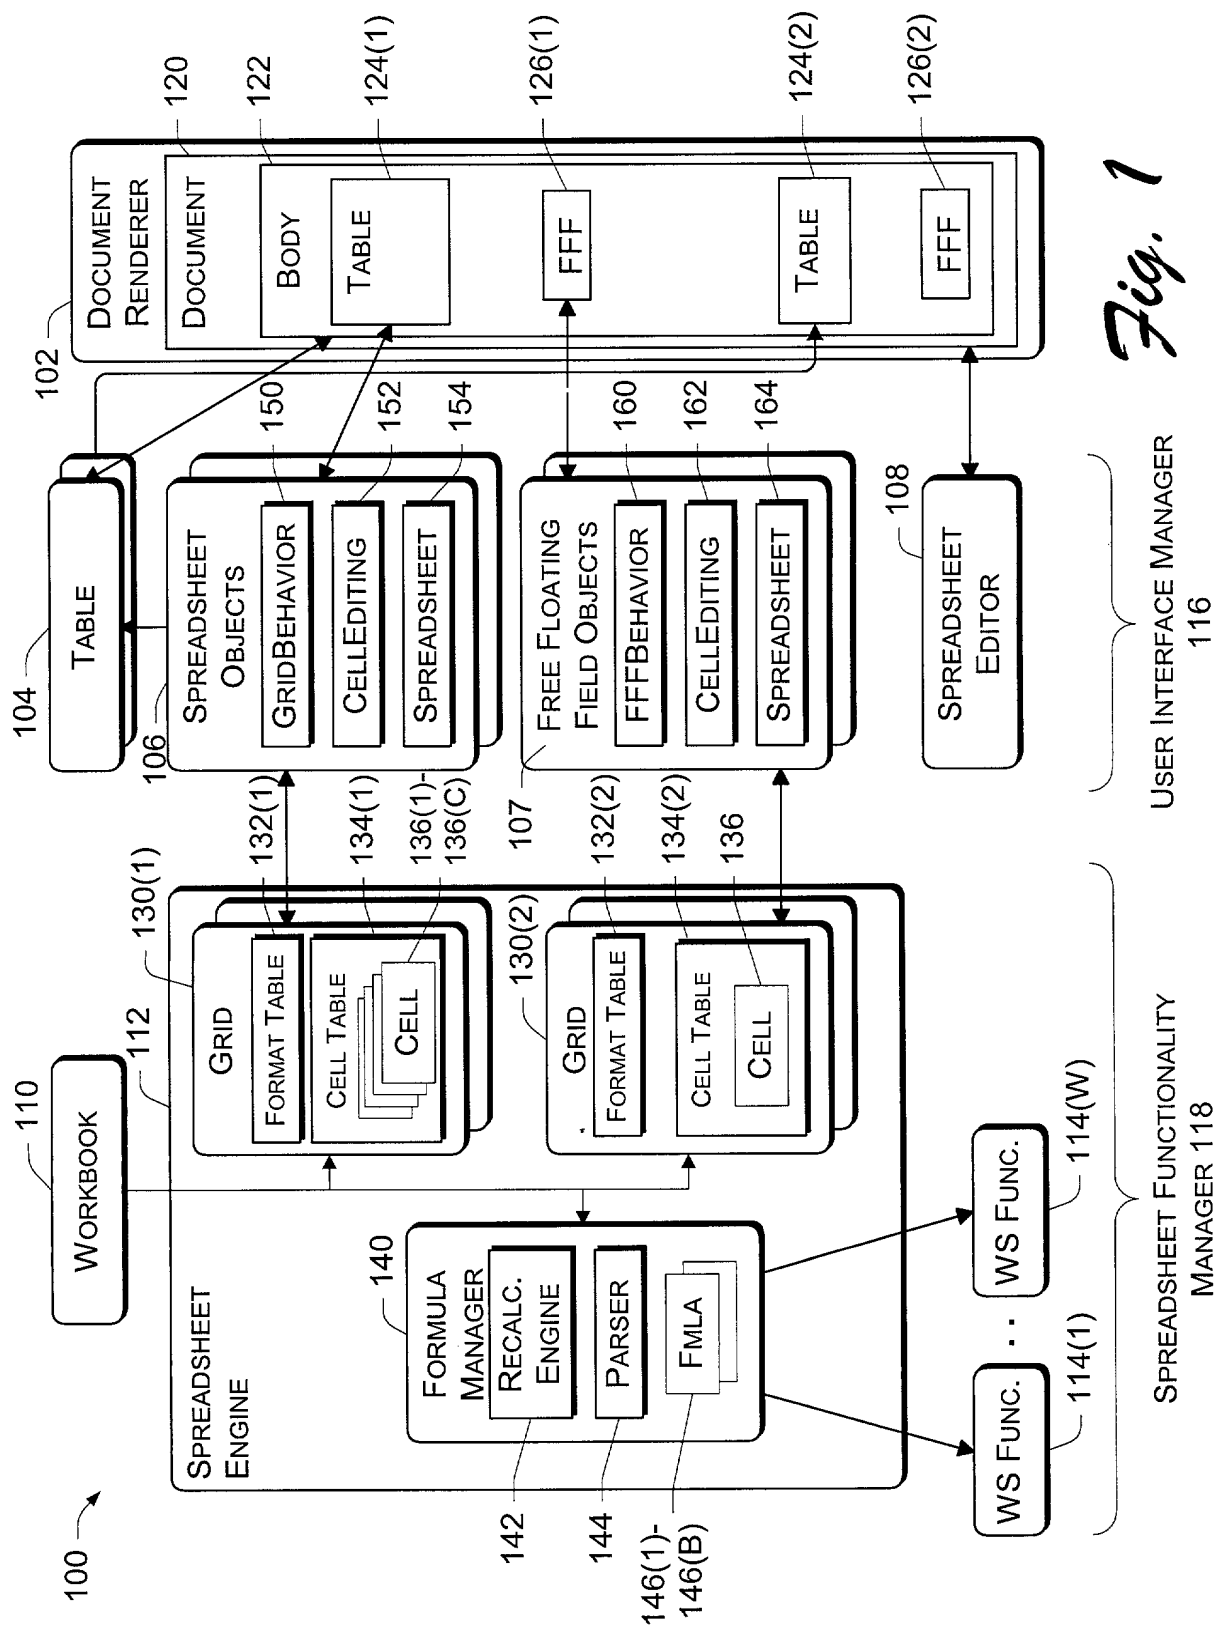 100
WORKBOOK
110
112
SPREADSHEET
ENGINE
130(1)
GRID
FORMAT TABLE
132(1)
CELL TABLE
134(1)
CELL
136(1)-
136(C)
130(2)
GRID
FORMAT TABLE
132(2)
CELL TABLE
134(2)
CELL
136
140
FORMULA
MANAGER
RECALC.
ENGINE
142
PARSER
144
FMLA
146(1)-
146(B)
WS FUNC.
114(1)
. .
WS FUNC.
114(W)
SPREADSHEET FUNCTIONALITY
MANAGER 118
104
TABLE
106
SPREADSHEET
OBJECTS
GRIDBEHAVIOR
150
CELLEDITING
152
SPREADSHEET
154
107
FREE FLOATING
FIELD OBJECTS
FFFBEHAVIOR
160
CELLEDITING
162
SPREADSHEET
164
108
SPREADSHEET
EDITOR
USER INTERFACE MANAGER
116
102
DOCUMENT
RENDERER
DOCUMENT
120
BODY
122
TABLE
124(1)
FFF
126(1)
TABLE
124(2)
FFF
126(2)
Fig. 1